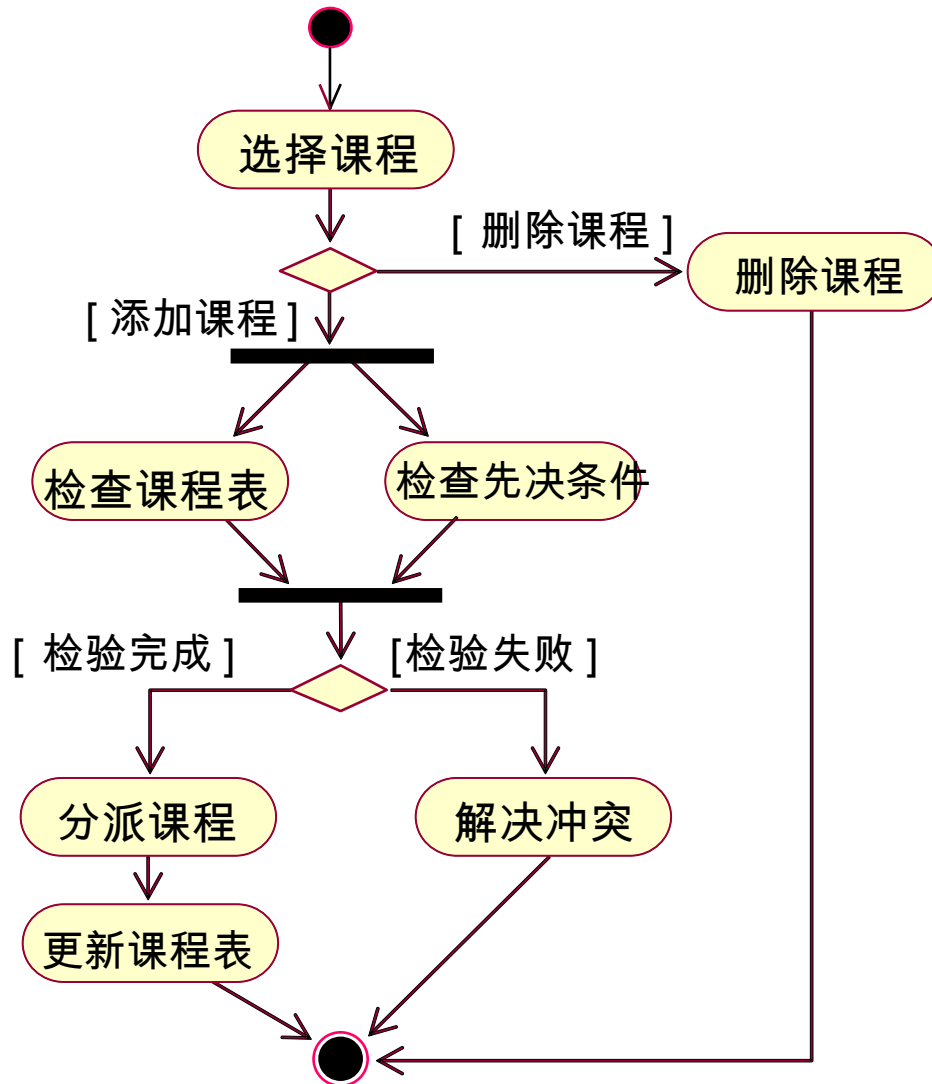 选择课程
[ 删除课程 ]
删除课程
[ 添加课程 ]
检查课程表
检查先决条件
[ 检验完成 ]
[检验失败 ]
分派课程
解决冲突
更新课程表